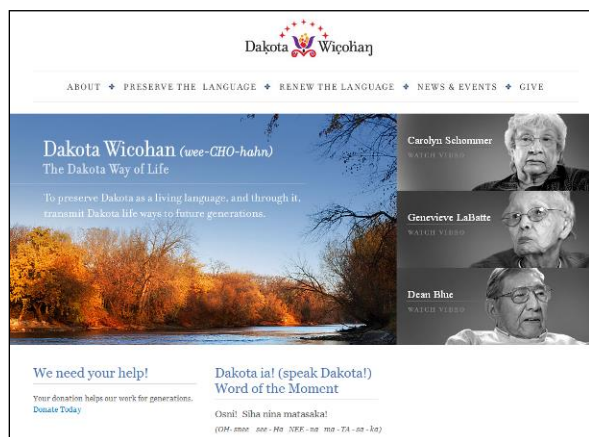 Daḳota Wiçoḣaƞ
ABOUT ❖ PRESERVE THE LANGUAGE ❖ RENEW THE LANGUAGE ❖ NEWS & EVENTS ❖ GIVE
Dakota Wicohan (wee-CHO-hahn)
The Dakota Way of Life
To preserve Dakota as a living language, and through it,
transmit Dakota life ways to future generations.
Carolyn Schommer
WATCH VIDEO
Genevieve LaBatte
WATCH VIDEO
Dean Blue
WATCH VIDEO
We need your help!
Your donation helps our work for generations.
Donate Today
Dakota ia! (speak Dakota!)
Word of the Moment
Osni! Siha nina matasaka!
(OH-snee see-Ha NEE-na ma-TA-sa-ka)